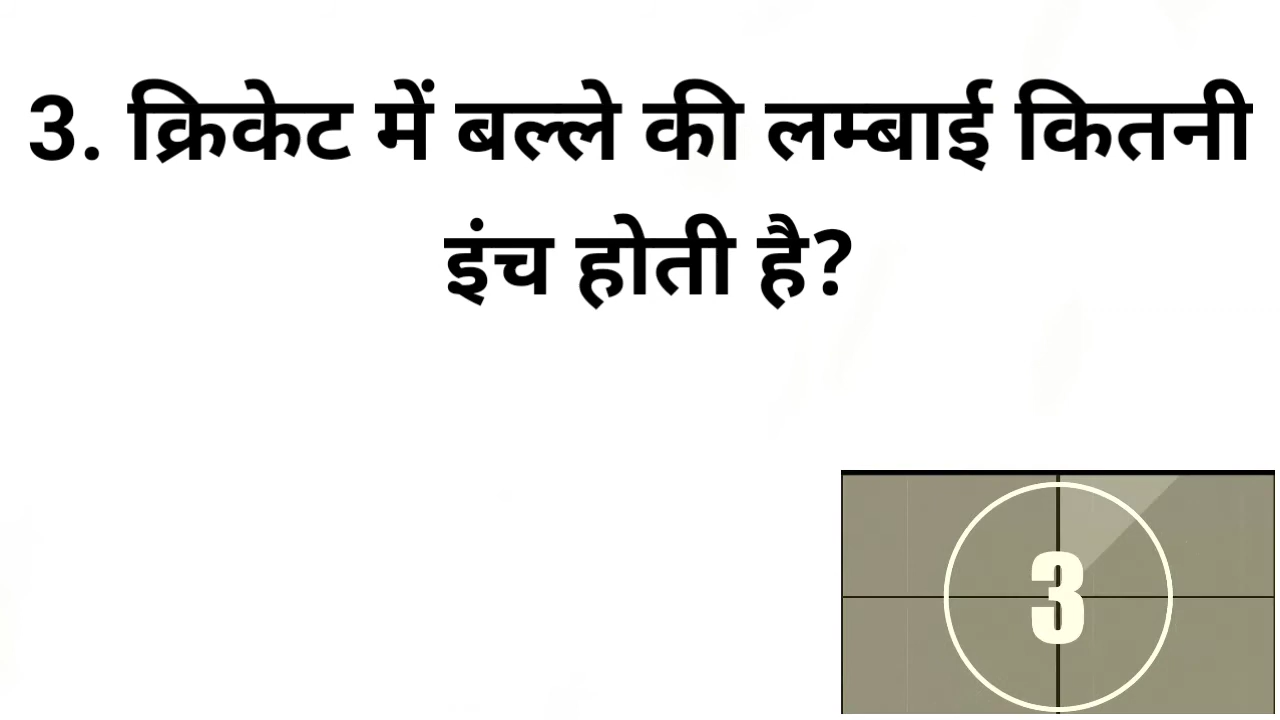 3. क्रिकेट में बल्ले की लम्बाई कितनी
इंच होती है?
3